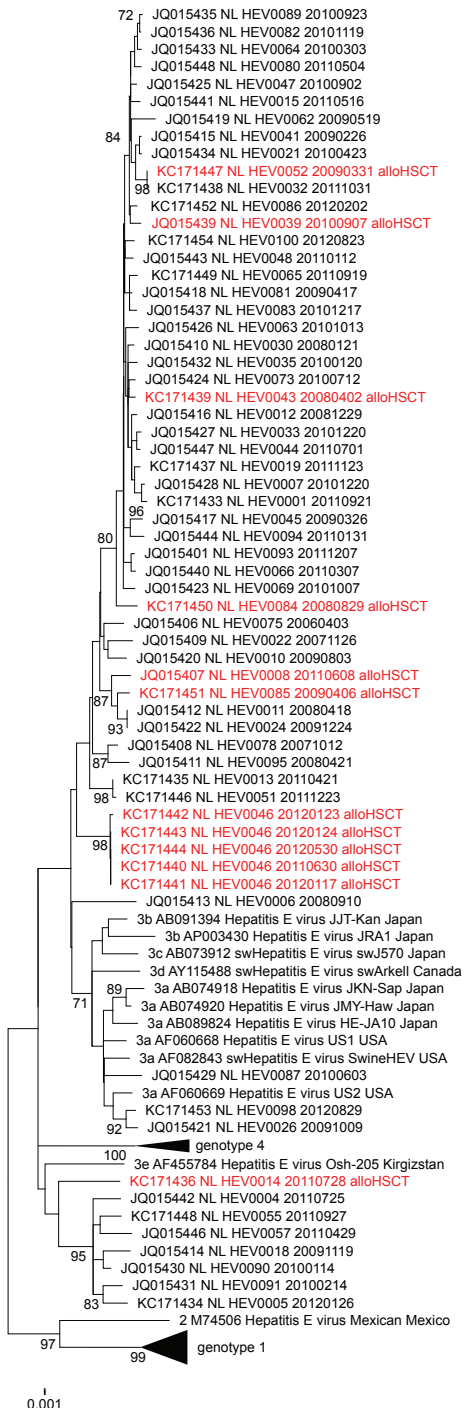 72
JQ015435 NL HEV0089 20100923
JQ015436 NL HEV0082 20101119
JQ015433 NL HEV0064 20100303
JQ015448 NL HEV0080 20110504
JQ015425 NL HEV0047 20100902
JQ015441 NL HEV0015 20110516
JQ015419 NL HEV0062 20090519
84
JQ015415 NL HEV0041 20090226
JQ015434 NL HEV0021 20100423
KC171447 NL HEV0052 20090331 alloHSCT
98
KC171438 NL HEV0032 20111031
KC171452 NL HEV0086 20120202
JQ015439 NL HEV0039 20100907 alloHSCT
KC171454 NL HEV0100 20120823
JQ015443 NL HEV0048 20110112
KC171449 NL HEV0065 20110919
JQ015418 NL HEV0081 20090417
JQ015437 NL HEV0083 20101217
JQ015426 NL HEV0063 20101013
JQ015410 NL HEV0030 20080121
JQ015432 NL HEV0035 20100120
JQ015424 NL HEV0073 20100712
KC171439 NL HEV0043 20080402 alloHSCT
JQ015416 NL HEV0012 20081229
JQ015427 NL HEV0033 20101220
JQ015447 NL HEV0044 20110701
KC171437 NL HEV0019 20111123
JQ015428 NL HEV0007 20101220
KC171433 NL HEV0001 20110921
96
JQ015417 NL HEV0045 20090326
JQ015444 NL HEV0094 20110131
80
JQ015401 NL HEV0093 20111207
JQ015440 NL HEV0066 20110307
JQ015423 NL HEV0069 20101007
KC171450 NL HEV0084 20080829 alloHSCT
JQ015406 NL HEV0075 20060403
JQ015409 NL HEV0022 20071126
JQ015420 NL HEV0010 20090803
JQ015407 NL HEV0008 20110608 alloHSCT
87
KC171451 NL HEV0085 20090406 alloHSCT
JQ015412 NL HEV0011 20080418
93
JQ015422 NL HEV0024 20091224
JQ015408 NL HEV0078 20071012
87
JQ015411 NL HEV0095 20080421
KC171435 NL HEV0013 20110421
98
KC171446 NL HEV0051 20111223
KC171442 NL HEV0046 20120123 alloHSCT
KC171443 NL HEV0046 20120124 alloHSCT
98
KC171444 NL HEV0046 20120530 alloHSCT
KC171440 NL HEV0046 20110630 alloHSCT
KC171441 NL HEV0046 20120117 alloHSCT
JQ015413 NL HEV0006 20080910
3b AB091394 Hepatitis E virus JJT-Kan Japan
3b AP003430 Hepatitis E virus JRA1 Japan
3c AB073912 swHepatitis E virus swJ570 Japan
3d AY115488 swHepatitis E virus swArkell Canada
89
3a AB074918 Hepatitis E virus JKN-Sap Japan
71
3a AB074920 Hepatitis E virus JMY-Haw Japan
3a AB089824 Hepatitis E virus HE-JA10 Japan
3a AF060668 Hepatitis E virus US1 USA
3a AF082843 swHepatitis E virus SwineHEV USA
JQ015429 NL HEV0087 20100603
3a AF060669 Hepatitis E virus US2 USA
KC171453 NL HEV0098 20120829
92
JQ015421 NL HEV0026 20091009
genotype 4
100
3e AF455784 Hepatitis E virus Osh-205 Kirgizstan
KC171436 NL HEV0014 20110728 alloHSCT
JQ015442 NL HEV0004 20110725
KC171448 NL HEV0055 20110927
JQ015446 NL HEV0057 20110429
95
JQ015414 NL HEV0018 20091119
JQ015430 NL HEV0090 20100114
JQ015431 NL HEV0091 20100214
83
KC171434 NL HEV0005 20120126
2 M74506 Hepatitis E virus Mexican Mexico
97
genotype 1
99
0.001